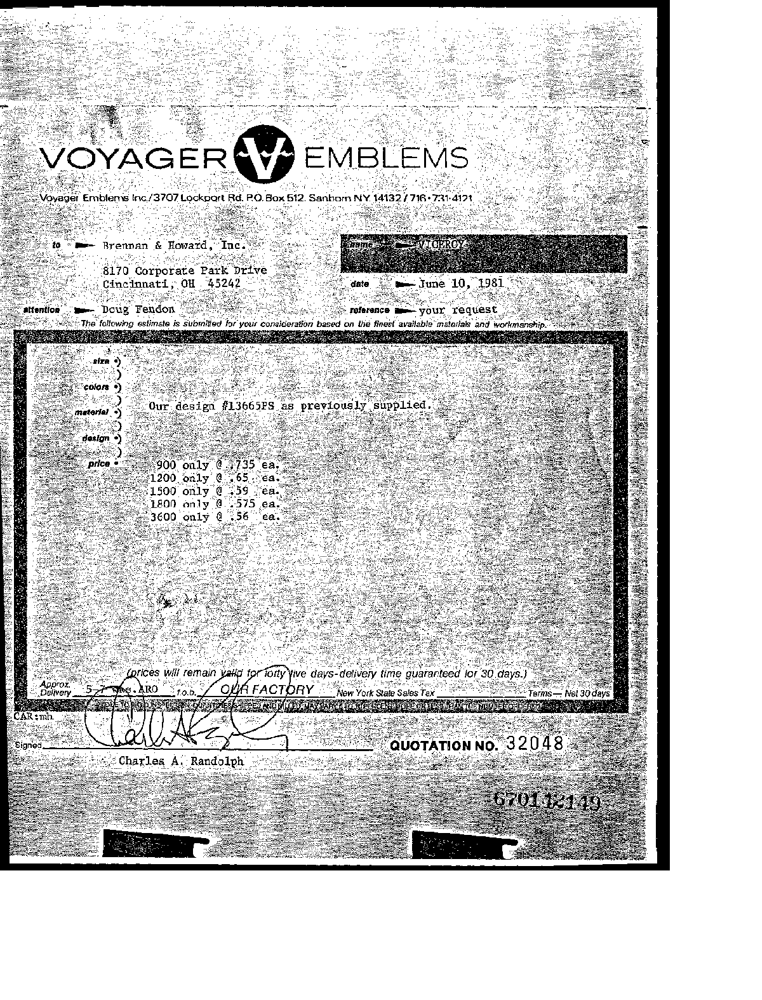 VOYAGER V EMBLEMS
Voyager Emblems Inc./3707 Lockport Rd. P.O. Box 512. Sanborn NY 14132 / 716•731-4121
to Brennan & Howard, Inc.
name VICEROY
8170 Corporate Park Drive
Cincinnati, OH 45242
date June 10, 1981
attention Doug Fendon
reference your request
The following estimate is submitted for your consideration based on the finest available materials and workmanship.
size •)
)
colors •)
)
material •)
Our design #13665PS as previously supplied.
)
design •)
)
price •
900 only @ .735 ea.
1200 only @ .65 ea.
1500 only @ .59 ea.
1800 only @ .575 ea.
3600 only @ .56 ea.
(prices will remain valid for forty five days-delivery time guaranteed for 30 days.)
Approx. Delivery 5-7 wks. ARO f.o.b. OUR FACTORY New York State Sales Tax Terms— Net 30 days
CAR:mh
Signed
QUOTATION NO. 32048
Charles A. Randolph
670112149